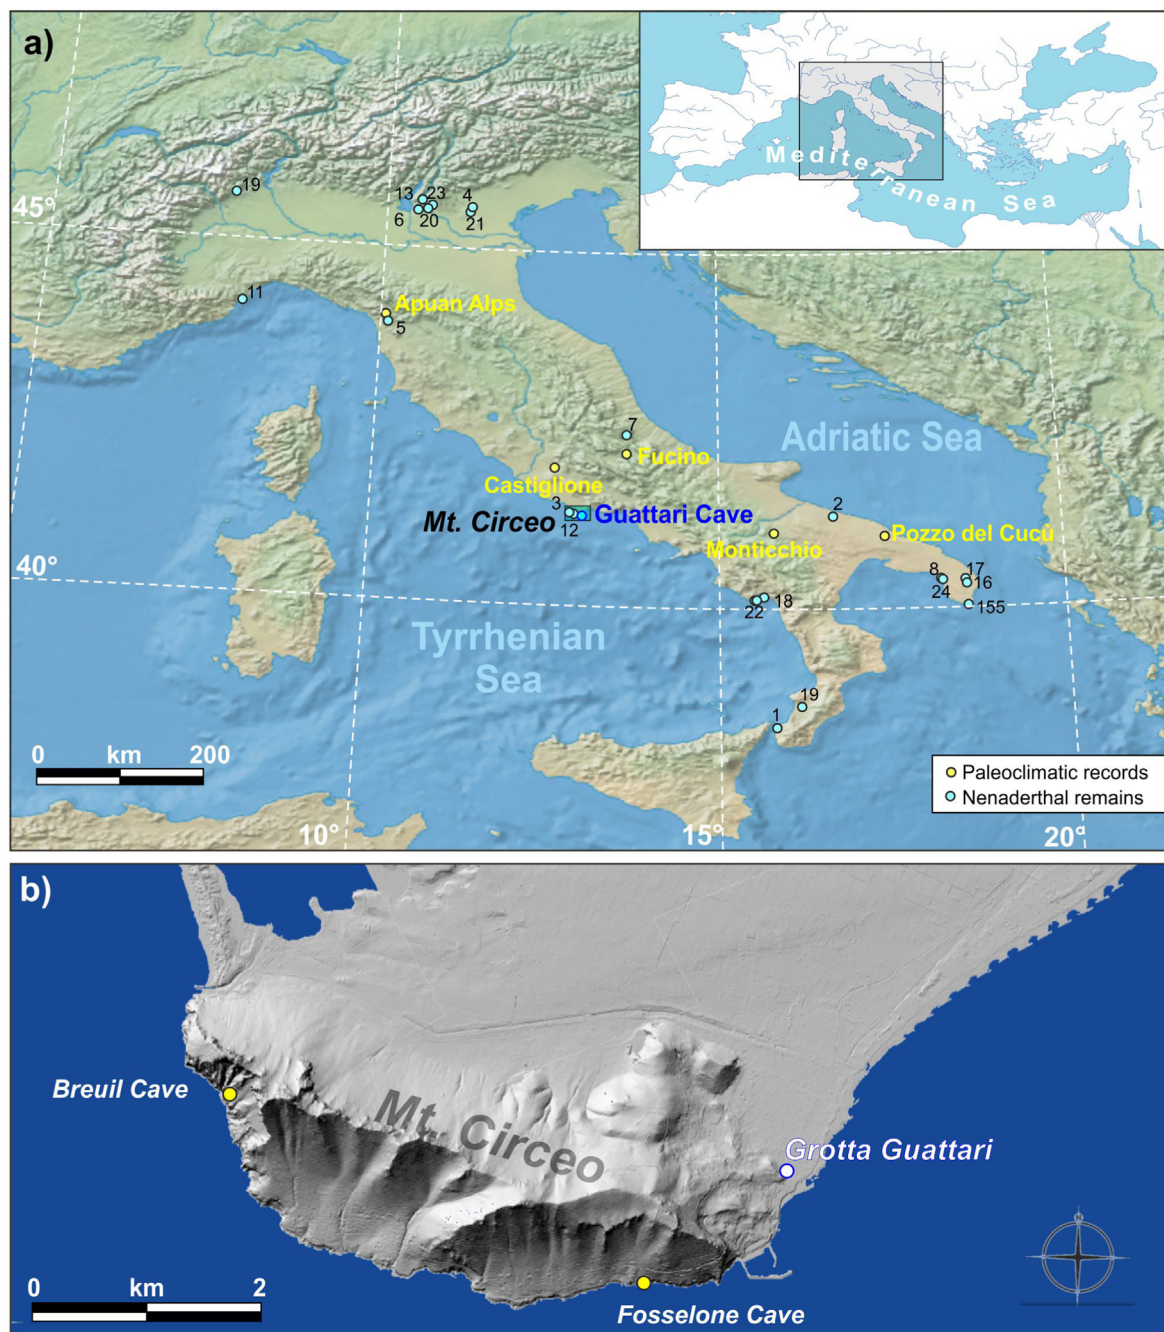 a)
Mediterranean Sea
45°
19
13
23
4
6
20
21
11
Apuan Alps
5
7
Fucino
Castiglione
Adriatic Sea
3
Mt. Circeo
Guattari Cave
12
2
Monticchio
Pozzo del Cucù
40°
8
17
24
16
155
18
22
Tyrrhenian
Sea
19
1
0 km 200
Paleoclimatic records
Nenaderthal remains
10°
15°
20°
b)
Breuil Cave
Mt. Circeo
Grotta Guattari
N
0 km 2
Fosselone Cave